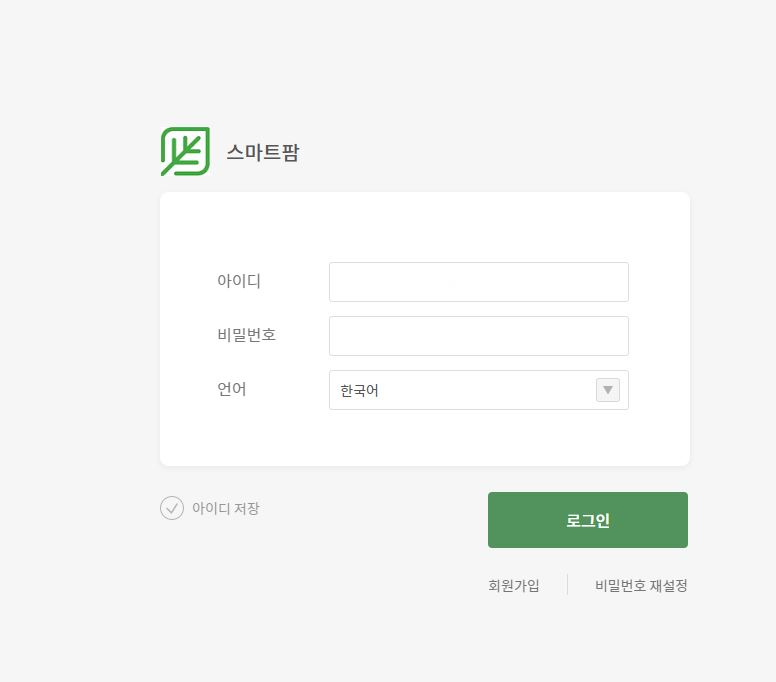 스마트팜
아이디
비밀번호
언어
한국어
아이디 저장
로그인
회원가입
비밀번호 재설정